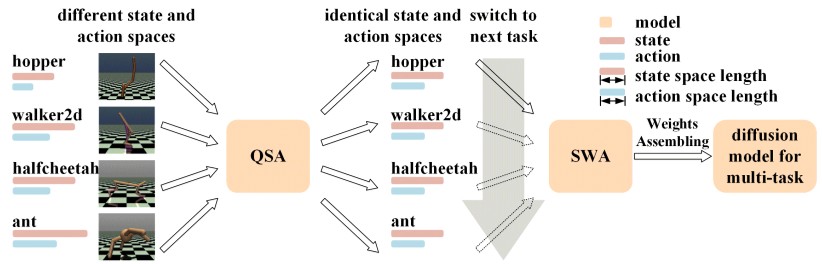 different state and
action spaces
identical state and
action spaces
switch to
next task
model
state
action
state space length
action space length
hopper
walker2d
halfcheetah
ant
QSA
hopper
walker2d
halfcheetah
ant
SWA
Weights
Assembling
diffusion
model for
multi-task